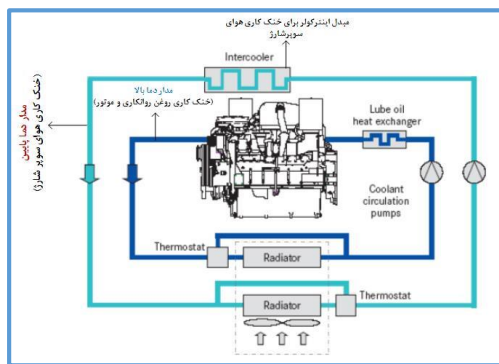 مبدل اینترکولر برای خنک کاری هوای
سوپرشارژ
Intercooler
مدار دما بالا
(خنک کاری روغن روانکاری و موتور)
مدار دما پایین
(خنک کاری هوای سوپر شارژ)
Lube oil
heat exchanger
Coolant
circulation
pumps
Thermostat
Radiator
Radiator
Thermostat